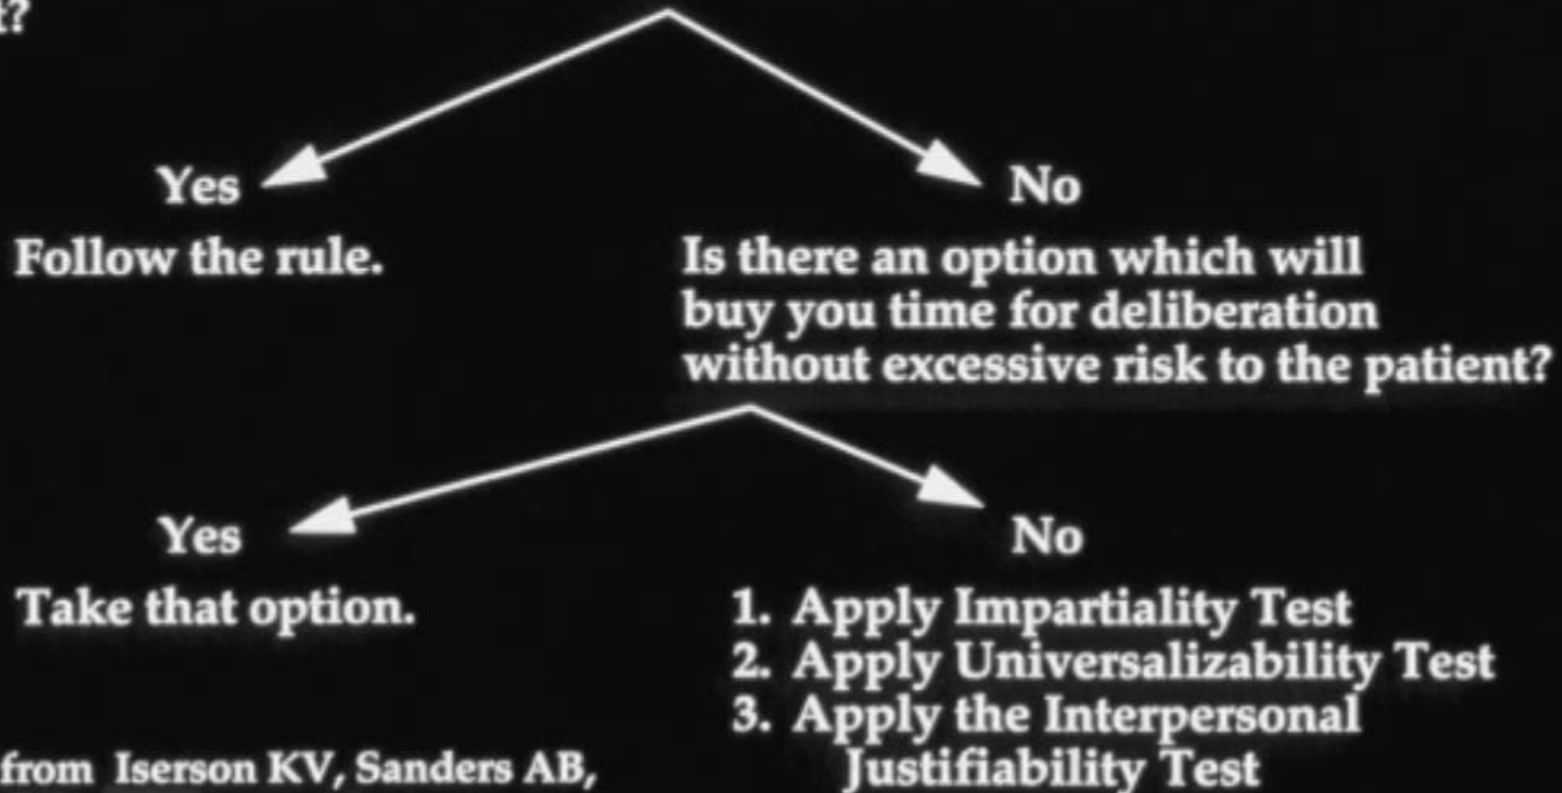 Yes
No
Follow the rule.
Is there an option which will
buy you time for deliberation
without excessive risk to the patient?
Yes
No
Take that option.
1. Apply Impartiality Test
2. Apply Universalizability Test
3. Apply the Interpersonal
Justifiability Test
from Iserson KV, Sanders AB,